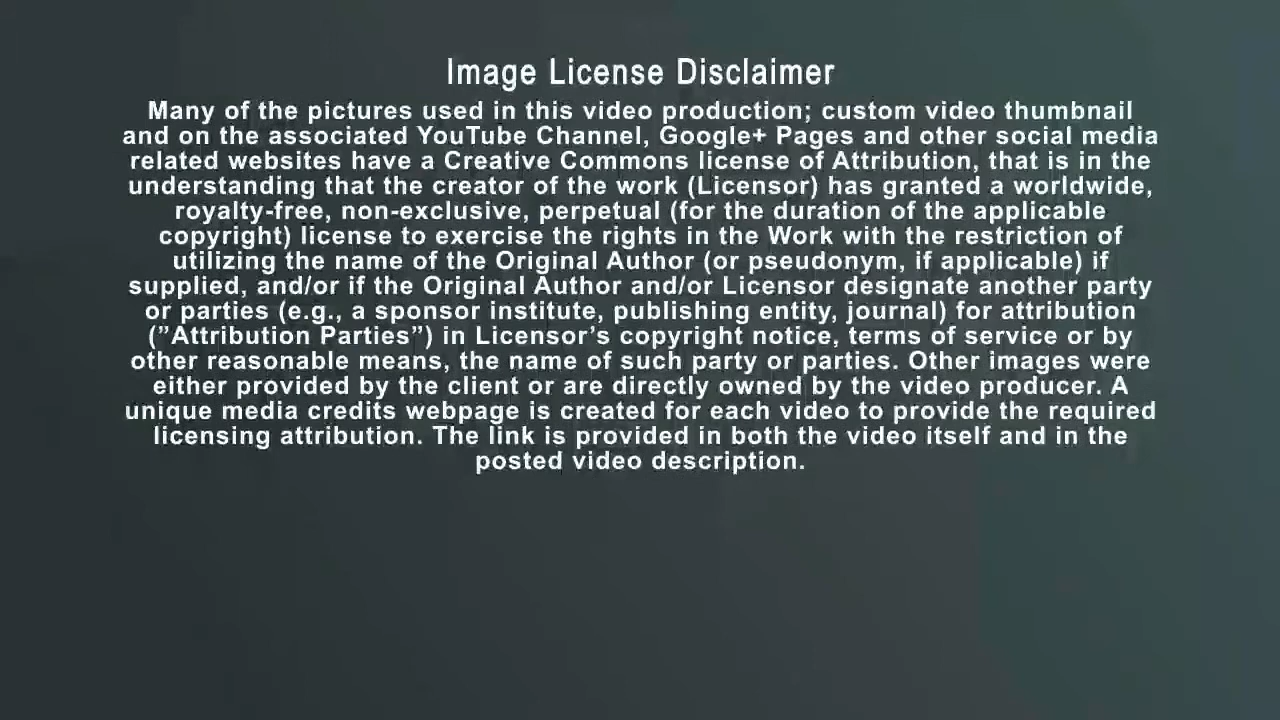 Image License Disclaimer
Many of the pictures used in this video production; custom video thumbnail
and on the associated YouTube Channel, Google+ Pages and other social media
related websites have a Creative Commons license of Attribution, that is in the
understanding that the creator of the work (Licensor) has granted a worldwide,
royalty-free, non-exclusive, perpetual (for the duration of the applicable
copyright) license to exercise the rights in the Work with the restriction of
utilizing the name of the Original Author (or pseudonym, if applicable) if
supplied, and/or if the Original Author and/or Licensor designate another party
or parties (e.g., a sponsor institute, publishing entity, journal) for attribution
(”Attribution Parties”) in Licensor’s copyright notice, terms of service or by
other reasonable means, the name of such party or parties. Other images were
either provided by the client or are directly owned by the video producer. A
unique media credits webpage is created for each video to provide the required
licensing attribution. The link is provided in both the video itself and in the
posted video description.